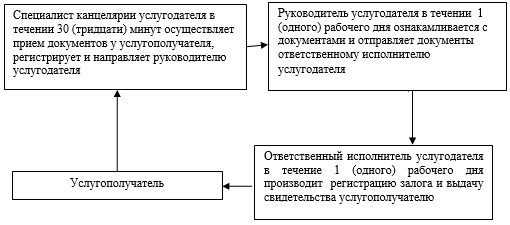 Специалист канцелярии услугодателя в
течении 30 (тридцати) минут осуществляет
прием документов у услугополучателя,
регистрирует и направляет руководителю
услугодателя
Руководитель услугодателя в течении 1
(одного) рабочего дня ознакамливается с
документами и отправляет документы
ответственному исполнителю
услугодателя
Ответственный исполнитель услугодателя
в течение 1 (одного) рабочего дня
производит регистрацию залога и выдачу
свидетельства услугополучателю
Услугополучатель